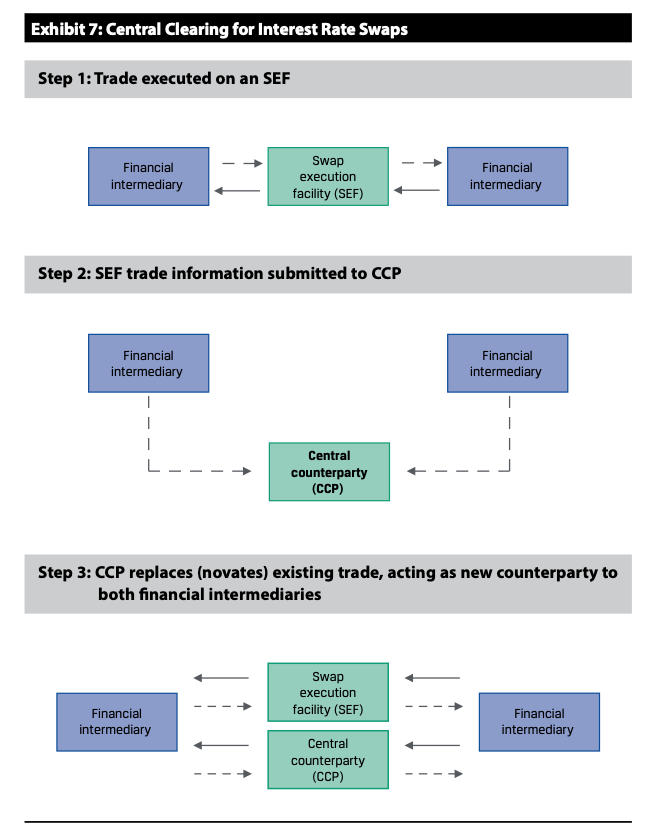 Exhibit 7: Central Clearing for Interest Rate Swaps
Step 1: Trade executed on an SEF
Financial
intermediary
Swap
execution
facility (SEF)
Financial
intermediary
Step 2: SEF trade information submitted to CCP
Financial
intermediary
Financial
intermediary
Central
counterparty
(CCP)
Step 3: CCP replaces (novates) existing trade, acting as new counterparty to
both financial intermediaries
Financial
intermediary
Swap
execution
facility (SEF)
Central
counterparty
(CCP)
Financial
intermediary